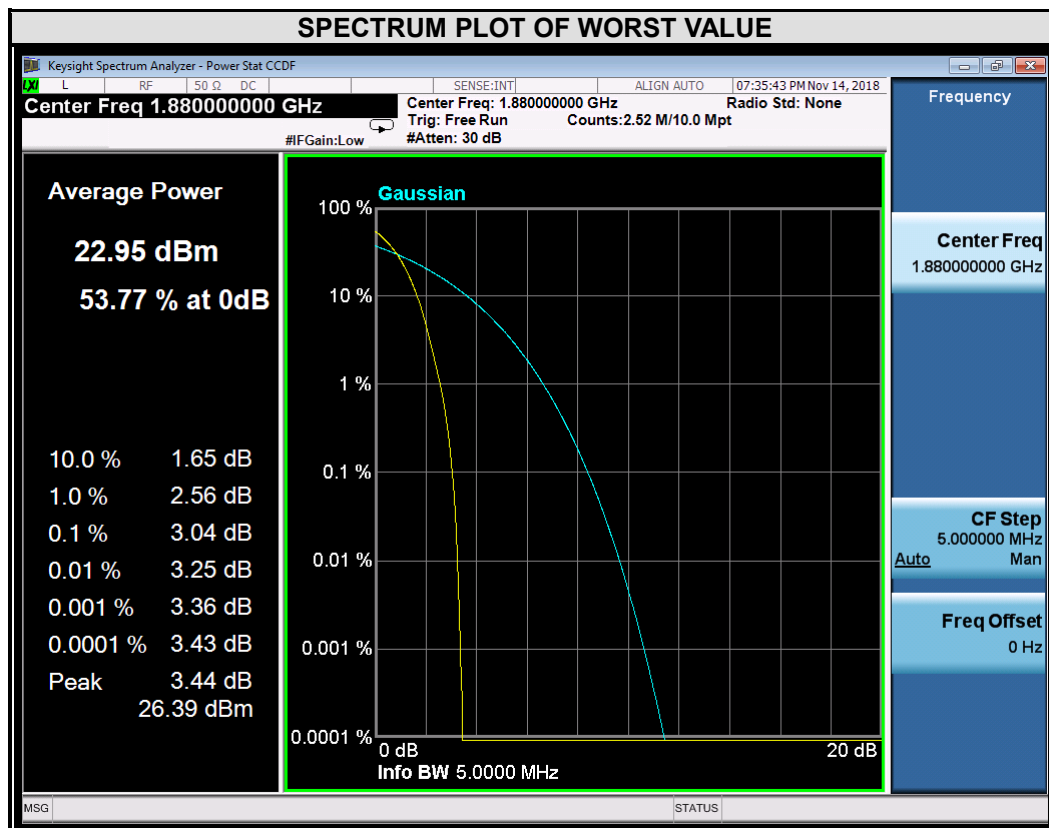 SPECTRUM PLOT OF WORST VALUE
Keysight Spectrum Analyzer - Power Stat CCDF
LXI L RF 50 Ω DC SENSE:INT ALIGN AUTO 07:35:43 PM Nov 14, 2018
Center Freq 1.880000000 GHz
Center Freq: 1.880000000 GHz Radio Std: None
Trig: Free Run Counts:2.52 M/10.0 Mpt
#IFGain:Low #Atten: 30 dB
Average Power
22.95 dBm
53.77 % at 0dB
10.0 % 1.65 dB
1.0 % 2.56 dB
0.1 % 3.04 dB
0.01 % 3.25 dB
0.001 % 3.36 dB
0.0001 % 3.43 dB
Peak 3.44 dB
26.39 dBm
Gaussian
100 %
10 %
1 %
0.1 %
0.01 %
0.001 %
0.0001 %
0 dB 20 dB
Info BW 5.0000 MHz
Frequency
Center Freq
1.880000000 GHz
CF Step
5.000000 MHz
Auto Man
Freq Offset
0 Hz
MSG STATUS